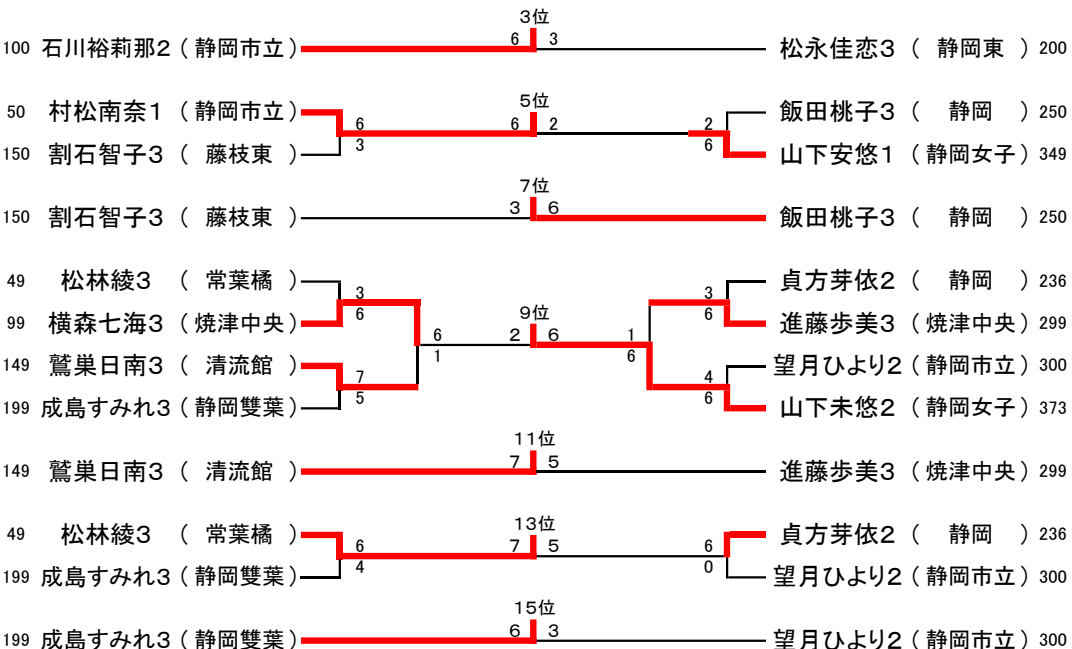 3位
100 石川裕莉那2 ( 静岡市立 ) 6 3 松永佳恋3 ( 静岡東 ) 200
5位
50 村松南奈1 ( 静岡市立 ) 飯田桃子3 ( 静岡 ) 250
6 6 2 2
3 6
150 割石智子3 ( 藤枝東 ) 山下安悠1 ( 静岡女子 ) 349
7位
150 割石智子3 ( 藤枝東 ) 3 6 飯田桃子3 ( 静岡 ) 250
49 松林綾3 ( 常葉橘 ) 貞方芽依2 ( 静岡 ) 236
3 3
6 6
99 横森七海3 ( 焼津中央 ) 9位 進藤歩美3 ( 焼津中央 ) 299
6 2 6 1
1 6
149 鷲巣日南3 ( 清流館 ) 望月ひより2 ( 静岡市立 ) 300
7 4
5 6
199 成島すみれ3 ( 静岡雙葉 ) 山下未悠2 ( 静岡女子 ) 373
11位
149 鷲巣日南3 ( 清流館 ) 7 5 進藤歩美3 ( 焼津中央 ) 299
13位
49 松林綾3 ( 常葉橘 ) 貞方芽依2 ( 静岡 ) 236
6 7 5 6
4 0
199 成島すみれ3 ( 静岡雙葉 ) 望月ひより2 ( 静岡市立 ) 300
15位
199 成島すみれ3 ( 静岡雙葉 ) 6 3 望月ひより2 ( 静岡市立 ) 300